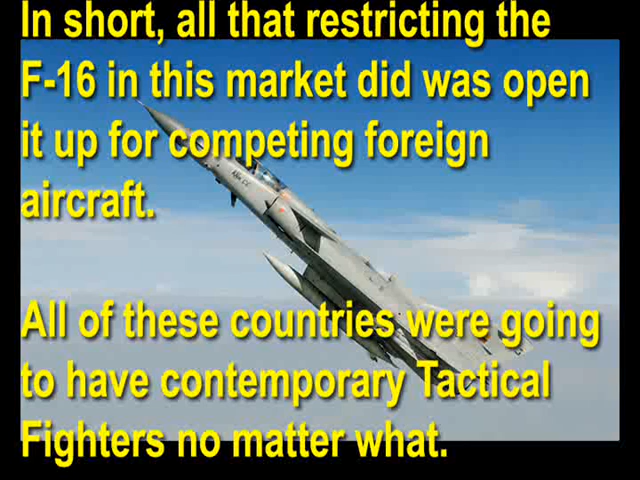 In short, all that restricting the
F-16 in this market did was open
it up for competing foreign
aircraft.
All of these countries were going
to have contemporary Tactical
Fighters no matter what.